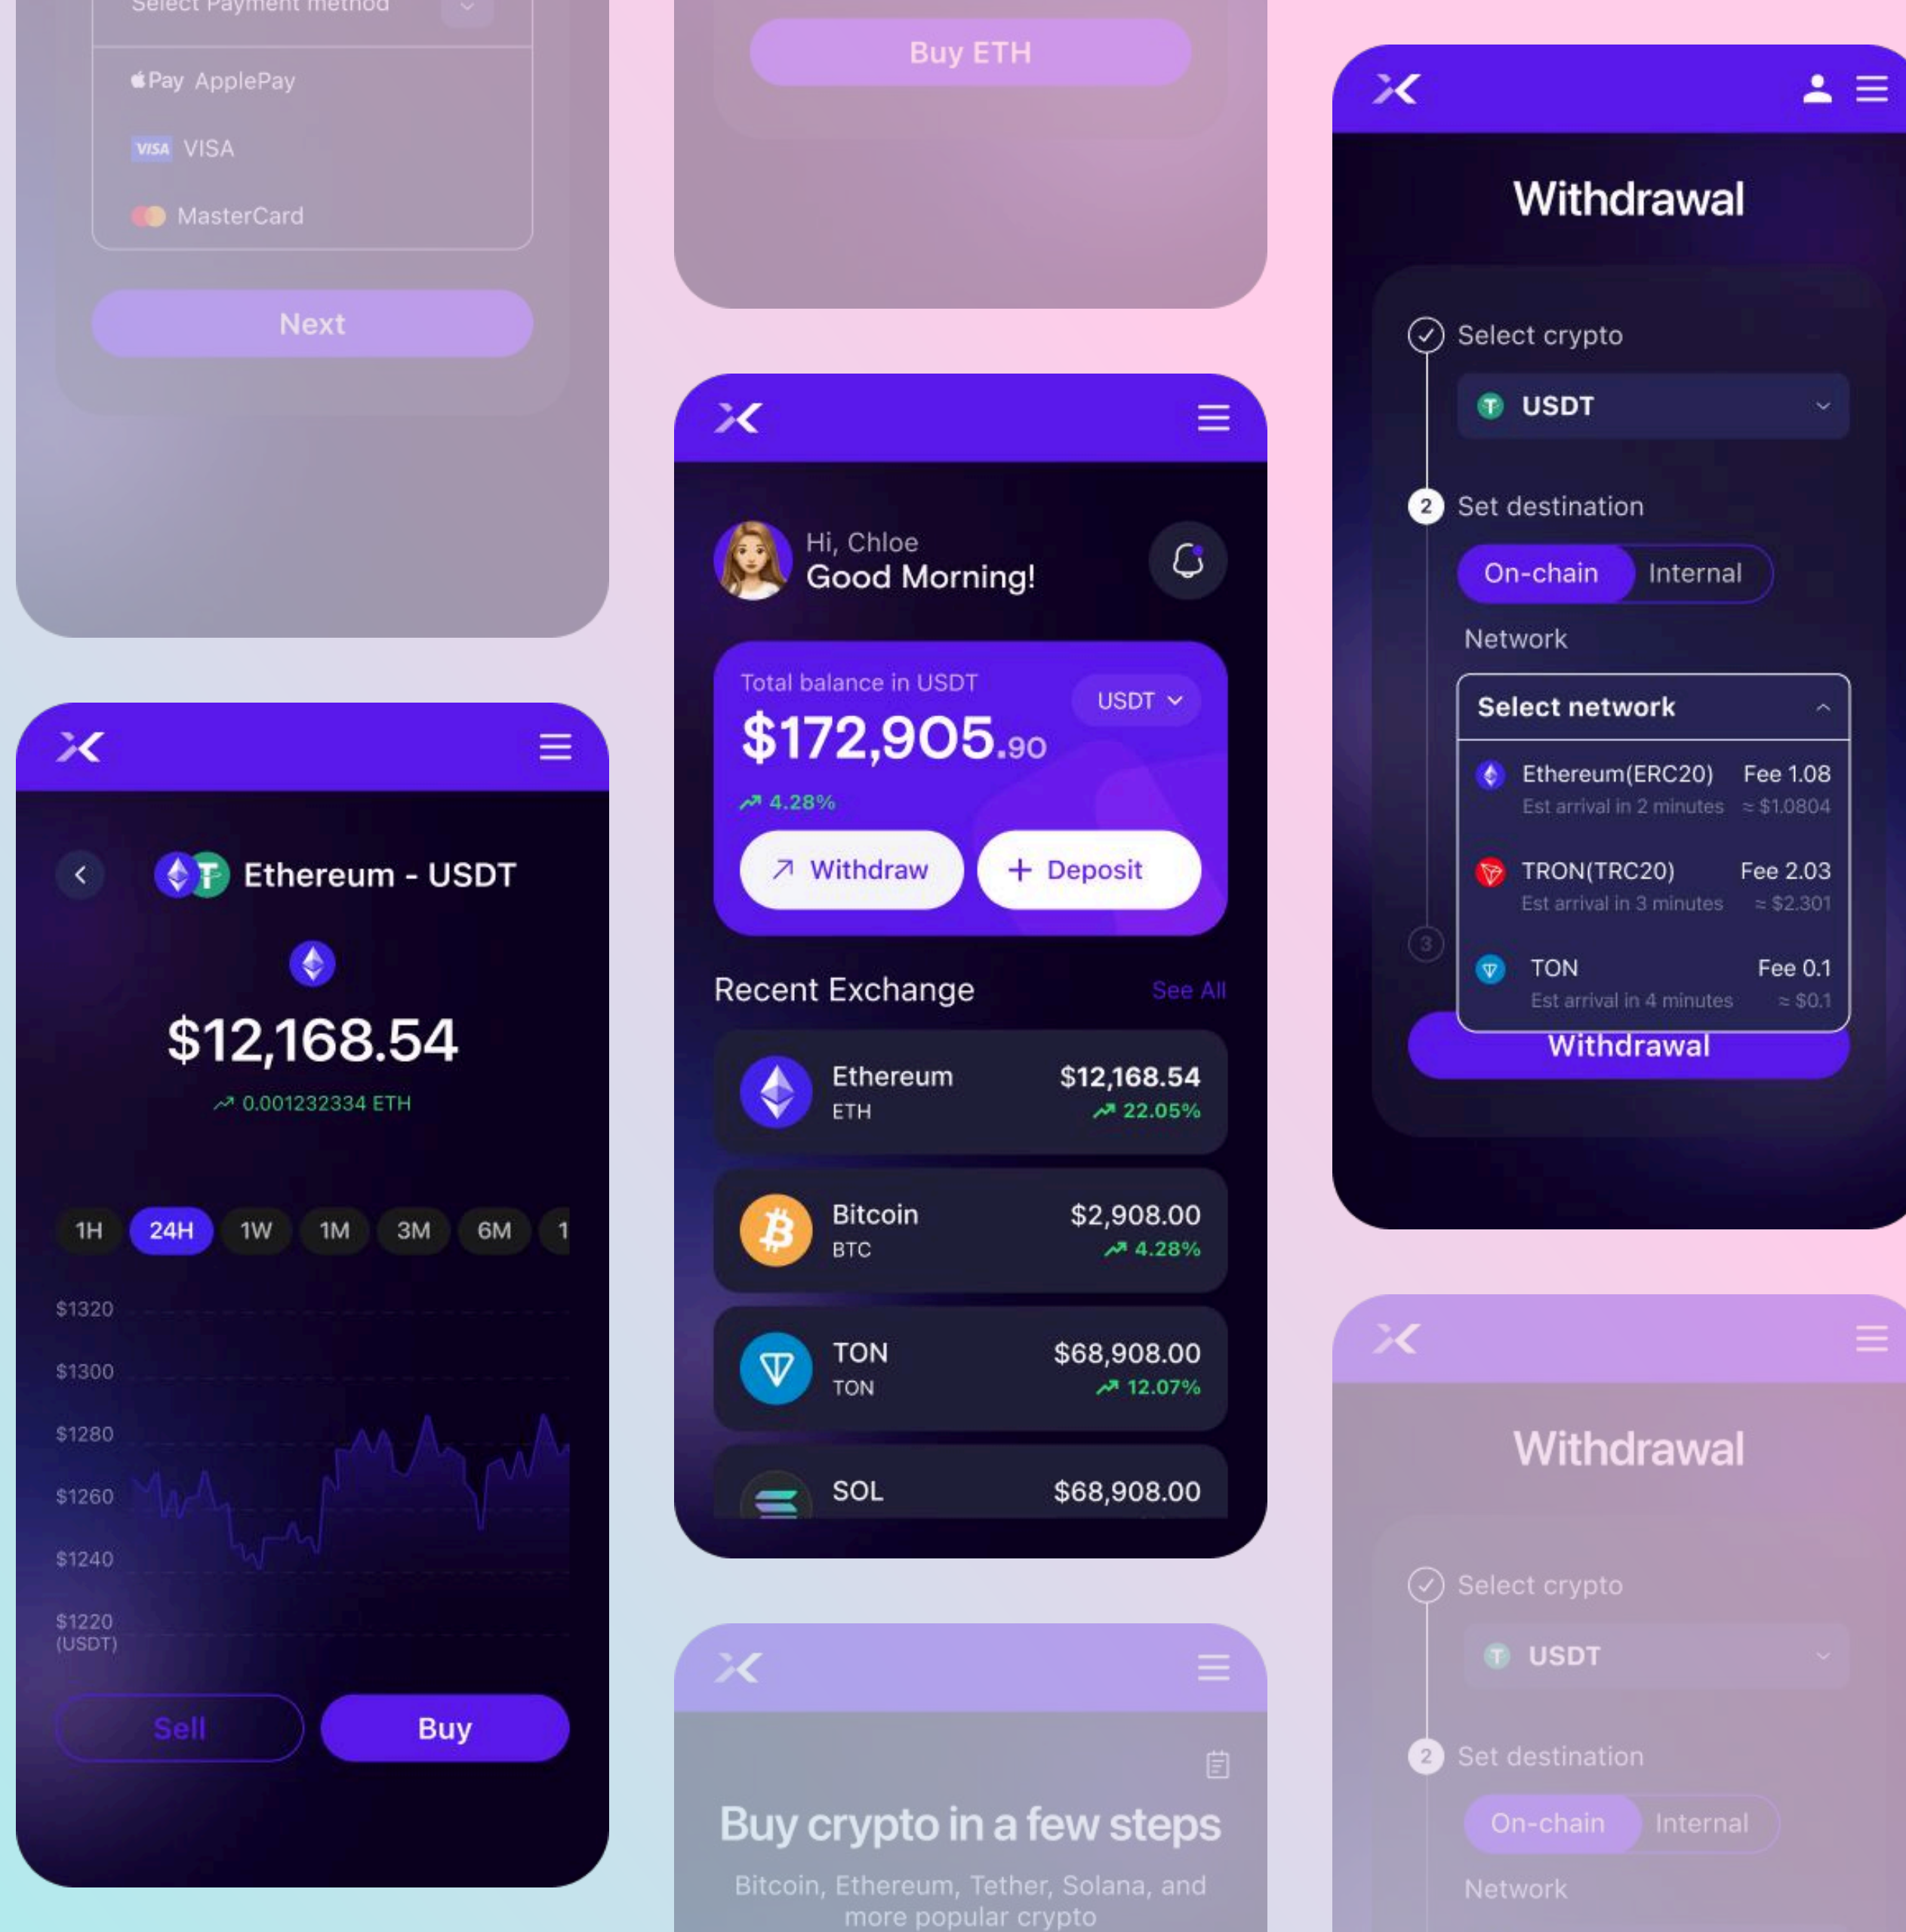 Select Payment method
Pay ApplePay
VISA VISA
MasterCard
Next
Ethereum - USDT
$12,168.54
0.001232334 ETH
1H 24H 1W 1M 3M 6M 1
$1320
$1300
$1280
$1260
$1240
$1220
(USDT)
Sell Buy
Buy ETH
Hi, Chloe
Good Morning!
Total balance in USDT
USDT
$172,905.90
4.28%
Withdraw + Deposit
Recent Exchange See All
Ethereum $12,168.54
ETH 22.05%
Bitcoin $2,908.00
BTC 4.28%
TON $68,908.00
TON 12.07%
SOL $68,908.00
Buy crypto in a few steps
Bitcoin, Ethereum, Tether, Solana, and
more popular crypto
Withdrawal
Select crypto
USDT
2 Set destination
On-chain Internal
Network
Select network
Ethereum(ERC20) Fee 1.08
Est arrival in 2 minutes ≈ $1.0804
TRON(TRC20) Fee 2.03
Est arrival in 3 minutes ≈ $2.301
3
TON Fee 0.1
Est arrival in 4 minutes ≈ $0.1
Withdrawal
Withdrawal
Select crypto
USDT
2 Set destination
On-chain Internal
Network